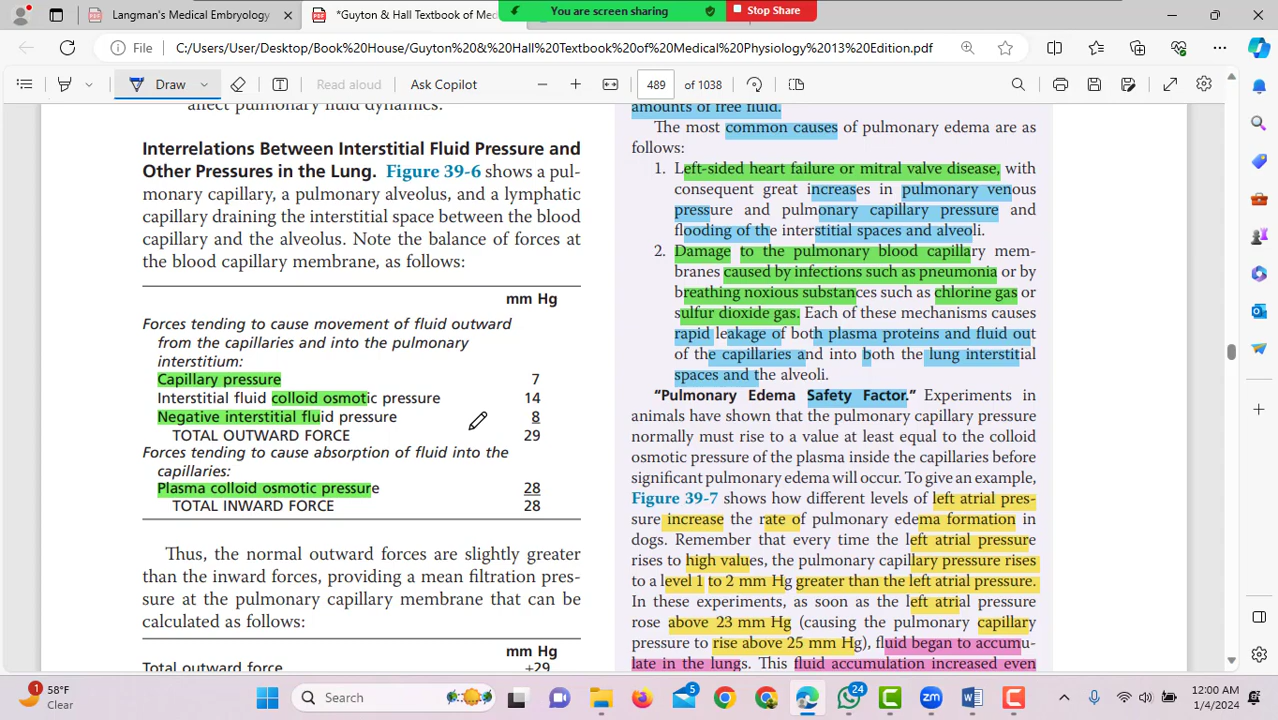 Langman's Medical Embryology
*Guyton & Hall Textbook of Med
You are screen sharing
Stop Share
File
C:/Users/User/Desktop/Book%20House/Guyton%20&%20Hall%20Textbook%20of%20Medical%20Physiology%2013%20Edition.pdf
Draw
Read aloud
Ask Copilot
489 of 1038
affect pulmonary fluid dynamics.
Interrelations Between Interstitial Fluid Pressure and
Other Pressures in the Lung. Figure 39-6 shows a pul-
monary capillary, a pulmonary alveolus, and a lymphatic
capillary draining the interstitial space between the blood
capillary and the alveolus. Note the balance of forces at
the blood capillary membrane, as follows:
mm Hg
Forces tending to cause movement of fluid outward
from the capillaries and into the pulmonary
interstitium:
Capillary pressure 7
Interstitial fluid colloid osmotic pressure 14
Negative interstitial fluid pressure 8
TOTAL OUTWARD FORCE 29
Forces tending to cause absorption of fluid into the
capillaries:
Plasma colloid osmotic pressure 28
TOTAL INWARD FORCE 28
Thus, the normal outward forces are slightly greater
than the inward forces, providing a mean filtration pres-
sure at the pulmonary capillary membrane that can be
calculated as follows:
mm Hg
Total outward force +29
amounts of free fluid.
The most common causes of pulmonary edema are as
follows:
1. Left-sided heart failure or mitral valve disease, with
consequent great increases in pulmonary venous
pressure and pulmonary capillary pressure and
flooding of the interstitial spaces and alveoli.
2. Damage to the pulmonary blood capillary mem-
branes caused by infections such as pneumonia or by
breathing noxious substances such as chlorine gas or
sulfur dioxide gas. Each of these mechanisms causes
rapid leakage of both plasma proteins and fluid out
of the capillaries and into both the lung interstitial
spaces and the alveoli.
“Pulmonary Edema Safety Factor.” Experiments in
animals have shown that the pulmonary capillary pressure
normally must rise to a value at least equal to the colloid
osmotic pressure of the plasma inside the capillaries before
significant pulmonary edema will occur. To give an example,
Figure 39-7 shows how different levels of left atrial pres-
sure increase the rate of pulmonary edema formation in
dogs. Remember that every time the left atrial pressure
rises to high values, the pulmonary capillary pressure rises
to a level 1 to 2 mm Hg greater than the left atrial pressure.
In these experiments, as soon as the left atrial pressure
rose above 23 mm Hg (causing the pulmonary capillary
pressure to rise above 25 mm Hg), fluid began to accumu-
late in the lungs. This fluid accumulation increased even
1
58°F
Clear
Search
5
24
zm
12:00 AM
1/4/2024